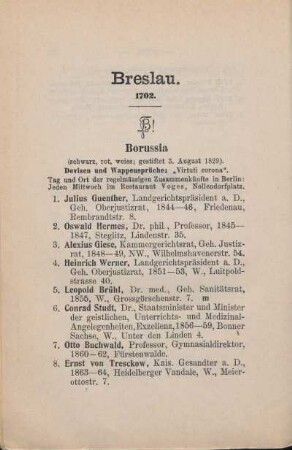 Breslau.
1702.
B!
Borussia
(schwarz, rot, weiss; gestiftet 3. August 1829).
Devisen und Wappensprüche: „Virtuti corona".
Tag und Ort der regelmässigen Zusammenkünfte in Berlin:
Jeden Mittwoch im Restaurant Voges, Nollendorfplatz.
1. Julius Guenther, Landgerichtspräsident a. D.,
Geh. Oberjustizrat, 1844—46, Friedenau,
Rembrandtstr. 8.
2. Oswald Hermes, Dr. phil., Professor, 1845—
1847, Steglitz, Lindenstr. 35.
3. Alexius Giese, Kammergerichtsrat, Geh. Justiz-
rat, 1848—49, NW., Wilhelmshavenerstr. 54.
4. Heinrich Werner, Landgerichtspräsident a. D.,
Geh. Oberjustizrat, 1851—53, W., Luitpold-
strasse 40.
5. Leopold Brühl, Dr. med., Geh. Sanitätsrat,
1855, W., Grossgörschenstr. 7. m
6. Conrad Studt, Dr., Staatsminister und Minister
der geistlichen, Unterrichts- und Medizinal-
Angelegenheiten, Exzellenz, 1856—59, Bonner
Sachse, W., Unter den Linden 4.
7. Otto Buchwald, Professor, Gymnasialdirektor,
1860—62, Fürstenwalde.
8. Ernst von Tresckow, Kais. Gesandter a. D.,
1863—64, Heidelberger Vandale, W., Meier-
ottostr. 7.